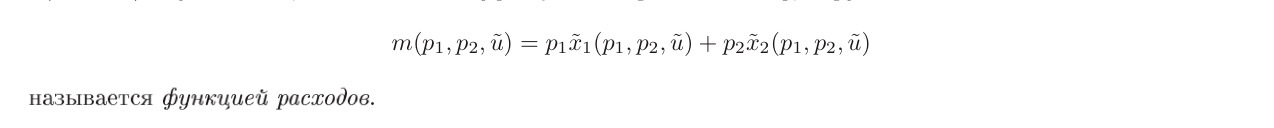 m(p₁, p₂, ũ) = p₁x̃₁(p₁, p₂, ũ) + p₂x̃₂(p₁, p₂, ũ)
называется функцией расходов.